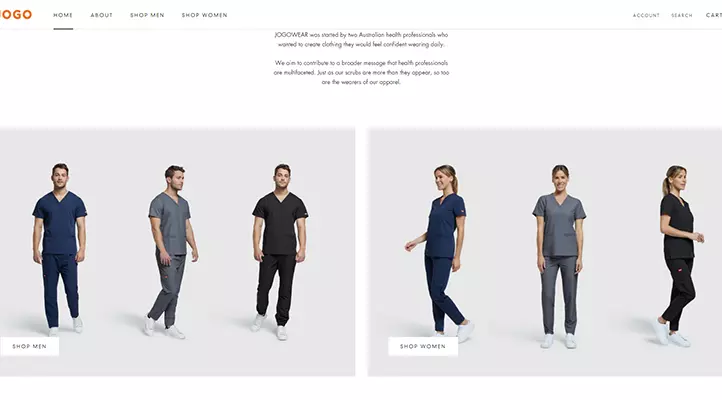 JOGO HOME ABOUT SHOP MEN SHOP WOMEN ACCOUNT SEARCH CART
JOGOWEAR was started by two Australian health professionals who
wanted to create clothing they would feel confident wearing daily.
We aim to contribute to a broader message that health professionals
are multifaceted. Just as our scrubs are more than they appear, so too
are the wearers of our apparel.
SHOP MEN
SHOP WOMEN